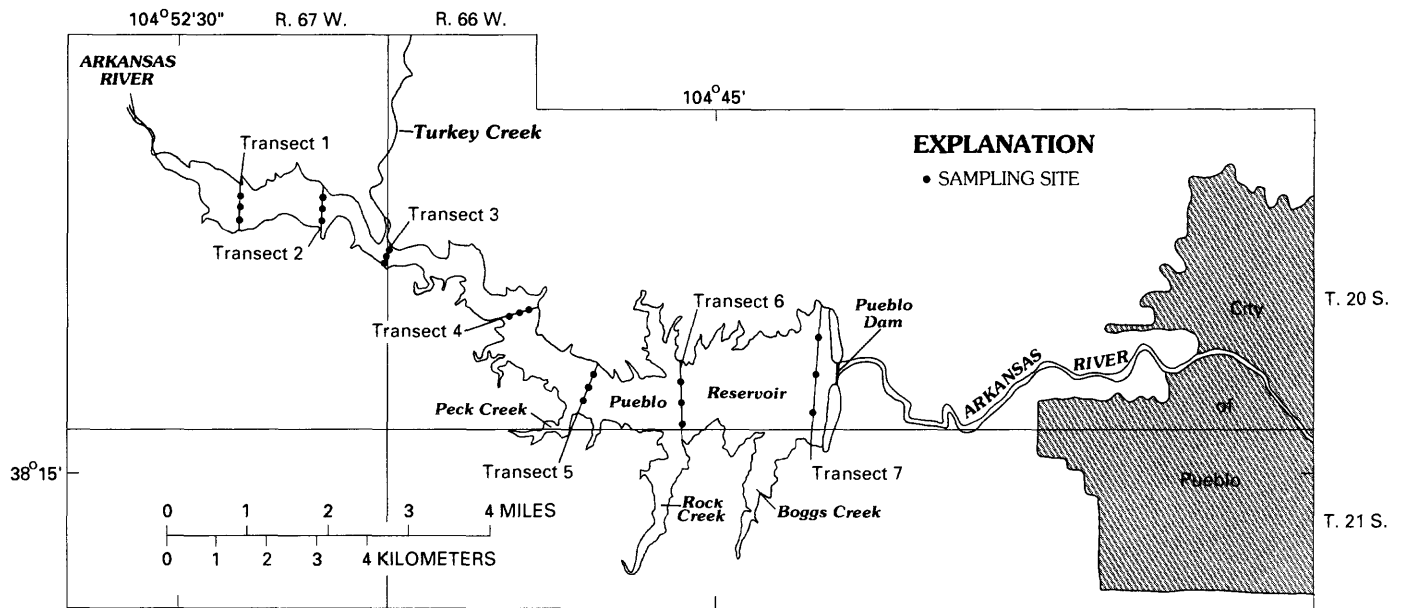 104°52'30"
R. 67 W.
R. 66 W.
ARKANSAS
RIVER
104°45'
Turkey Creek
EXPLANATION
• SAMPLING SITE
Transect 1
Transect 2
Transect 3
Transect 4
Transect 5
Transect 6
Transect 7
Pueblo
Dam
T. 20 S.
City
of
Pueblo
ARKANSAS RIVER
Pueblo Reservoir
Peck Creek
38°15'
Rock
Creek
Boggs Creek
T. 21 S.
0 1 2 3 4 MILES
0 1 2 3 4 KILOMETERS